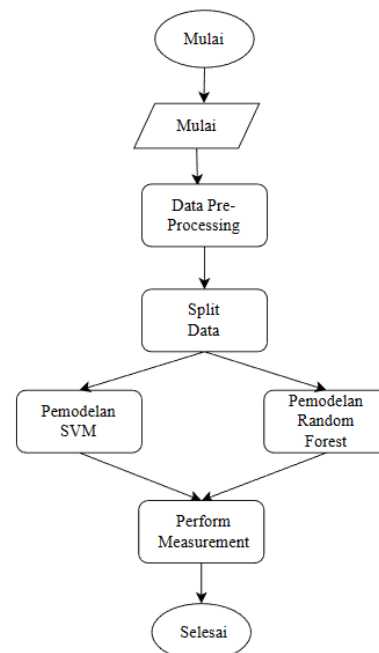 Mulai
Mulai
Data Pre-
Processing
Split
Data
Pemodelan
SVM
Pemodelan
Random
Forest
Perform
Measurement
Selesai